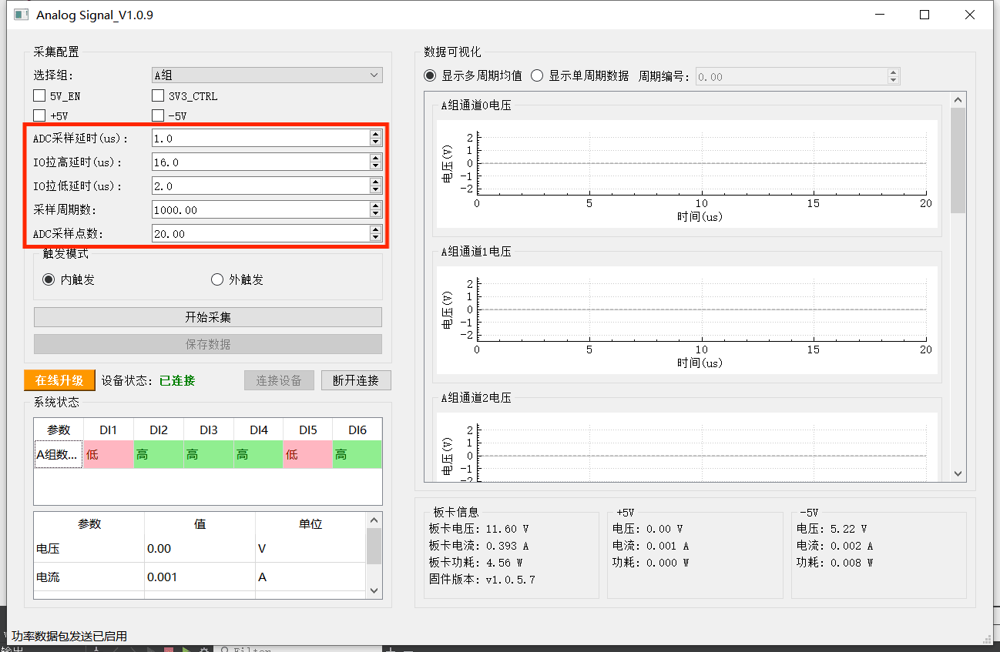 Analog Signal_V1.0.9
采集配置
选择组: A组
5V_EN 3V3_CTRL
+5V -5V
ADC采样延时(us): 1.0
IO拉高延时(us): 16.0
IO拉低延时(us): 2.0
采样周期数: 1000.00
ADC采样点数: 20.00
触发模式
内触发 外触发
开始采集
保存数据
在线升级 设备状态: 已连接 连接设备 断开连接
系统状态
参数 DI1 DI2 DI3 DI4 DI5 DI6
A组数... 低 高 高 高 低 高
参数 值 单位
电压 0.00 V
电流 0.001 A
数据可视化
显示多周期均值 显示单周期数据 周期编号: 0.00
A组通道0电压
电压(V)
2
1
0
-1
-2
0 5 10 15 20
时间(us)
A组通道1电压
电压(V)
2
1
0
-1
-2
0 5 10 15 20
时间(us)
A组通道2电压
电压(V)
2
1
0
-1
-2
板卡信息
板卡电压: 11.60 V
板卡电流: 0.393 A
板卡功耗: 4.56 W
固件版本: v1.0.5.7
+5V
电压: 0.00 V
电流: 0.001 A
功耗: 0.000 W
-5V
电压: 5.22 V
电流: 0.002 A
功耗: 0.008 W
功率数据包发送已启用
输出
Filter